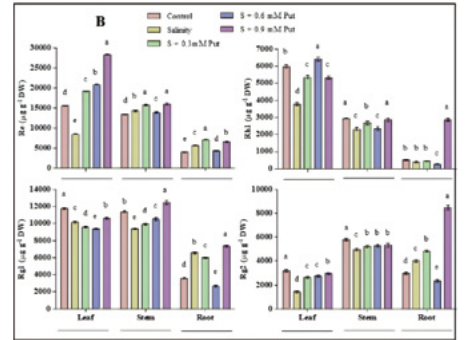 B
Control
Salinity
S = 0.3mM Put
S = 0.6 mM Put
S = 0.9 mM Put
Re (µg g-1 DW)
30000
25000
20000
15000
10000
5000
0
d e c b a
d b a c a
e c a d b
Rb1 (µg g-1 DW)
7000
6000
5000
4000
3000
2000
1000
0
b d c a c
a c b c a
b c b d a
Rg1 (µg g-1 DW)
14000
12000
10000
8000
6000
4000
2000
0
a c d e b
b e d c a
d b c e a
Leaf Stem Root
Rg2 (µg g-1 DW)
10000
8000
6000
4000
2000
0
a d c c b
a c b b b
d c b e a
Leaf Stem Root